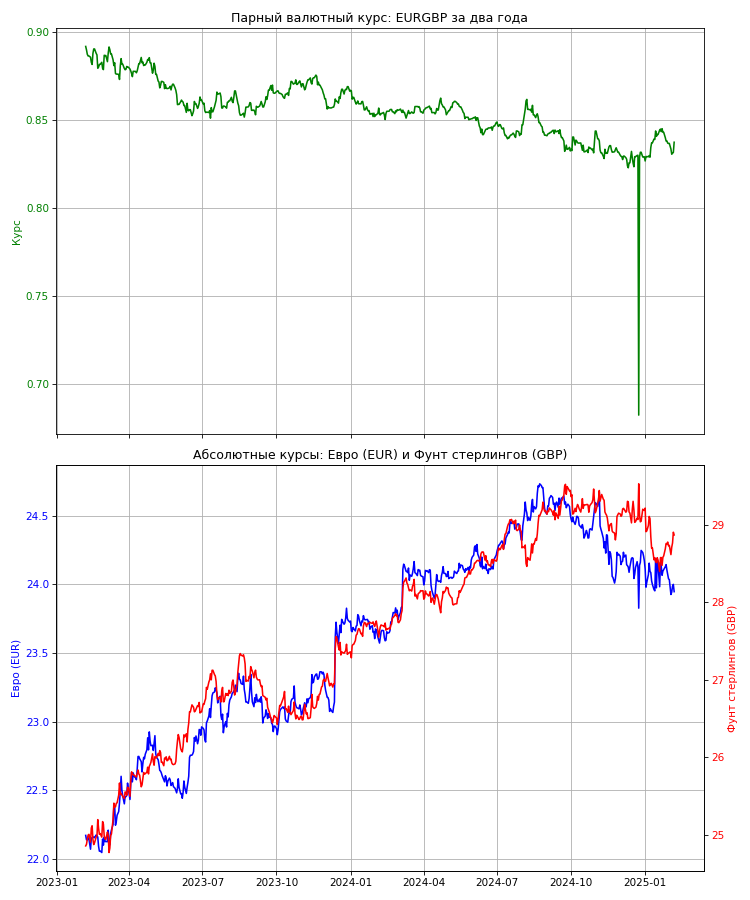 Парный валютный курс: EURGBP за два года
0.90
0.85
0.80
0.75
0.70
Курс
Абсолютные курсы: Евро (EUR) и Фунт стерлингов (GBP)
24.5
24.0
23.5
23.0
22.5
22.0
Евро (EUR)
29
28
27
26
25
Фунт стерлингов (GBP)
2023-01 2023-04 2023-07 2023-10 2024-01 2024-04 2024-07 2024-10 2025-01